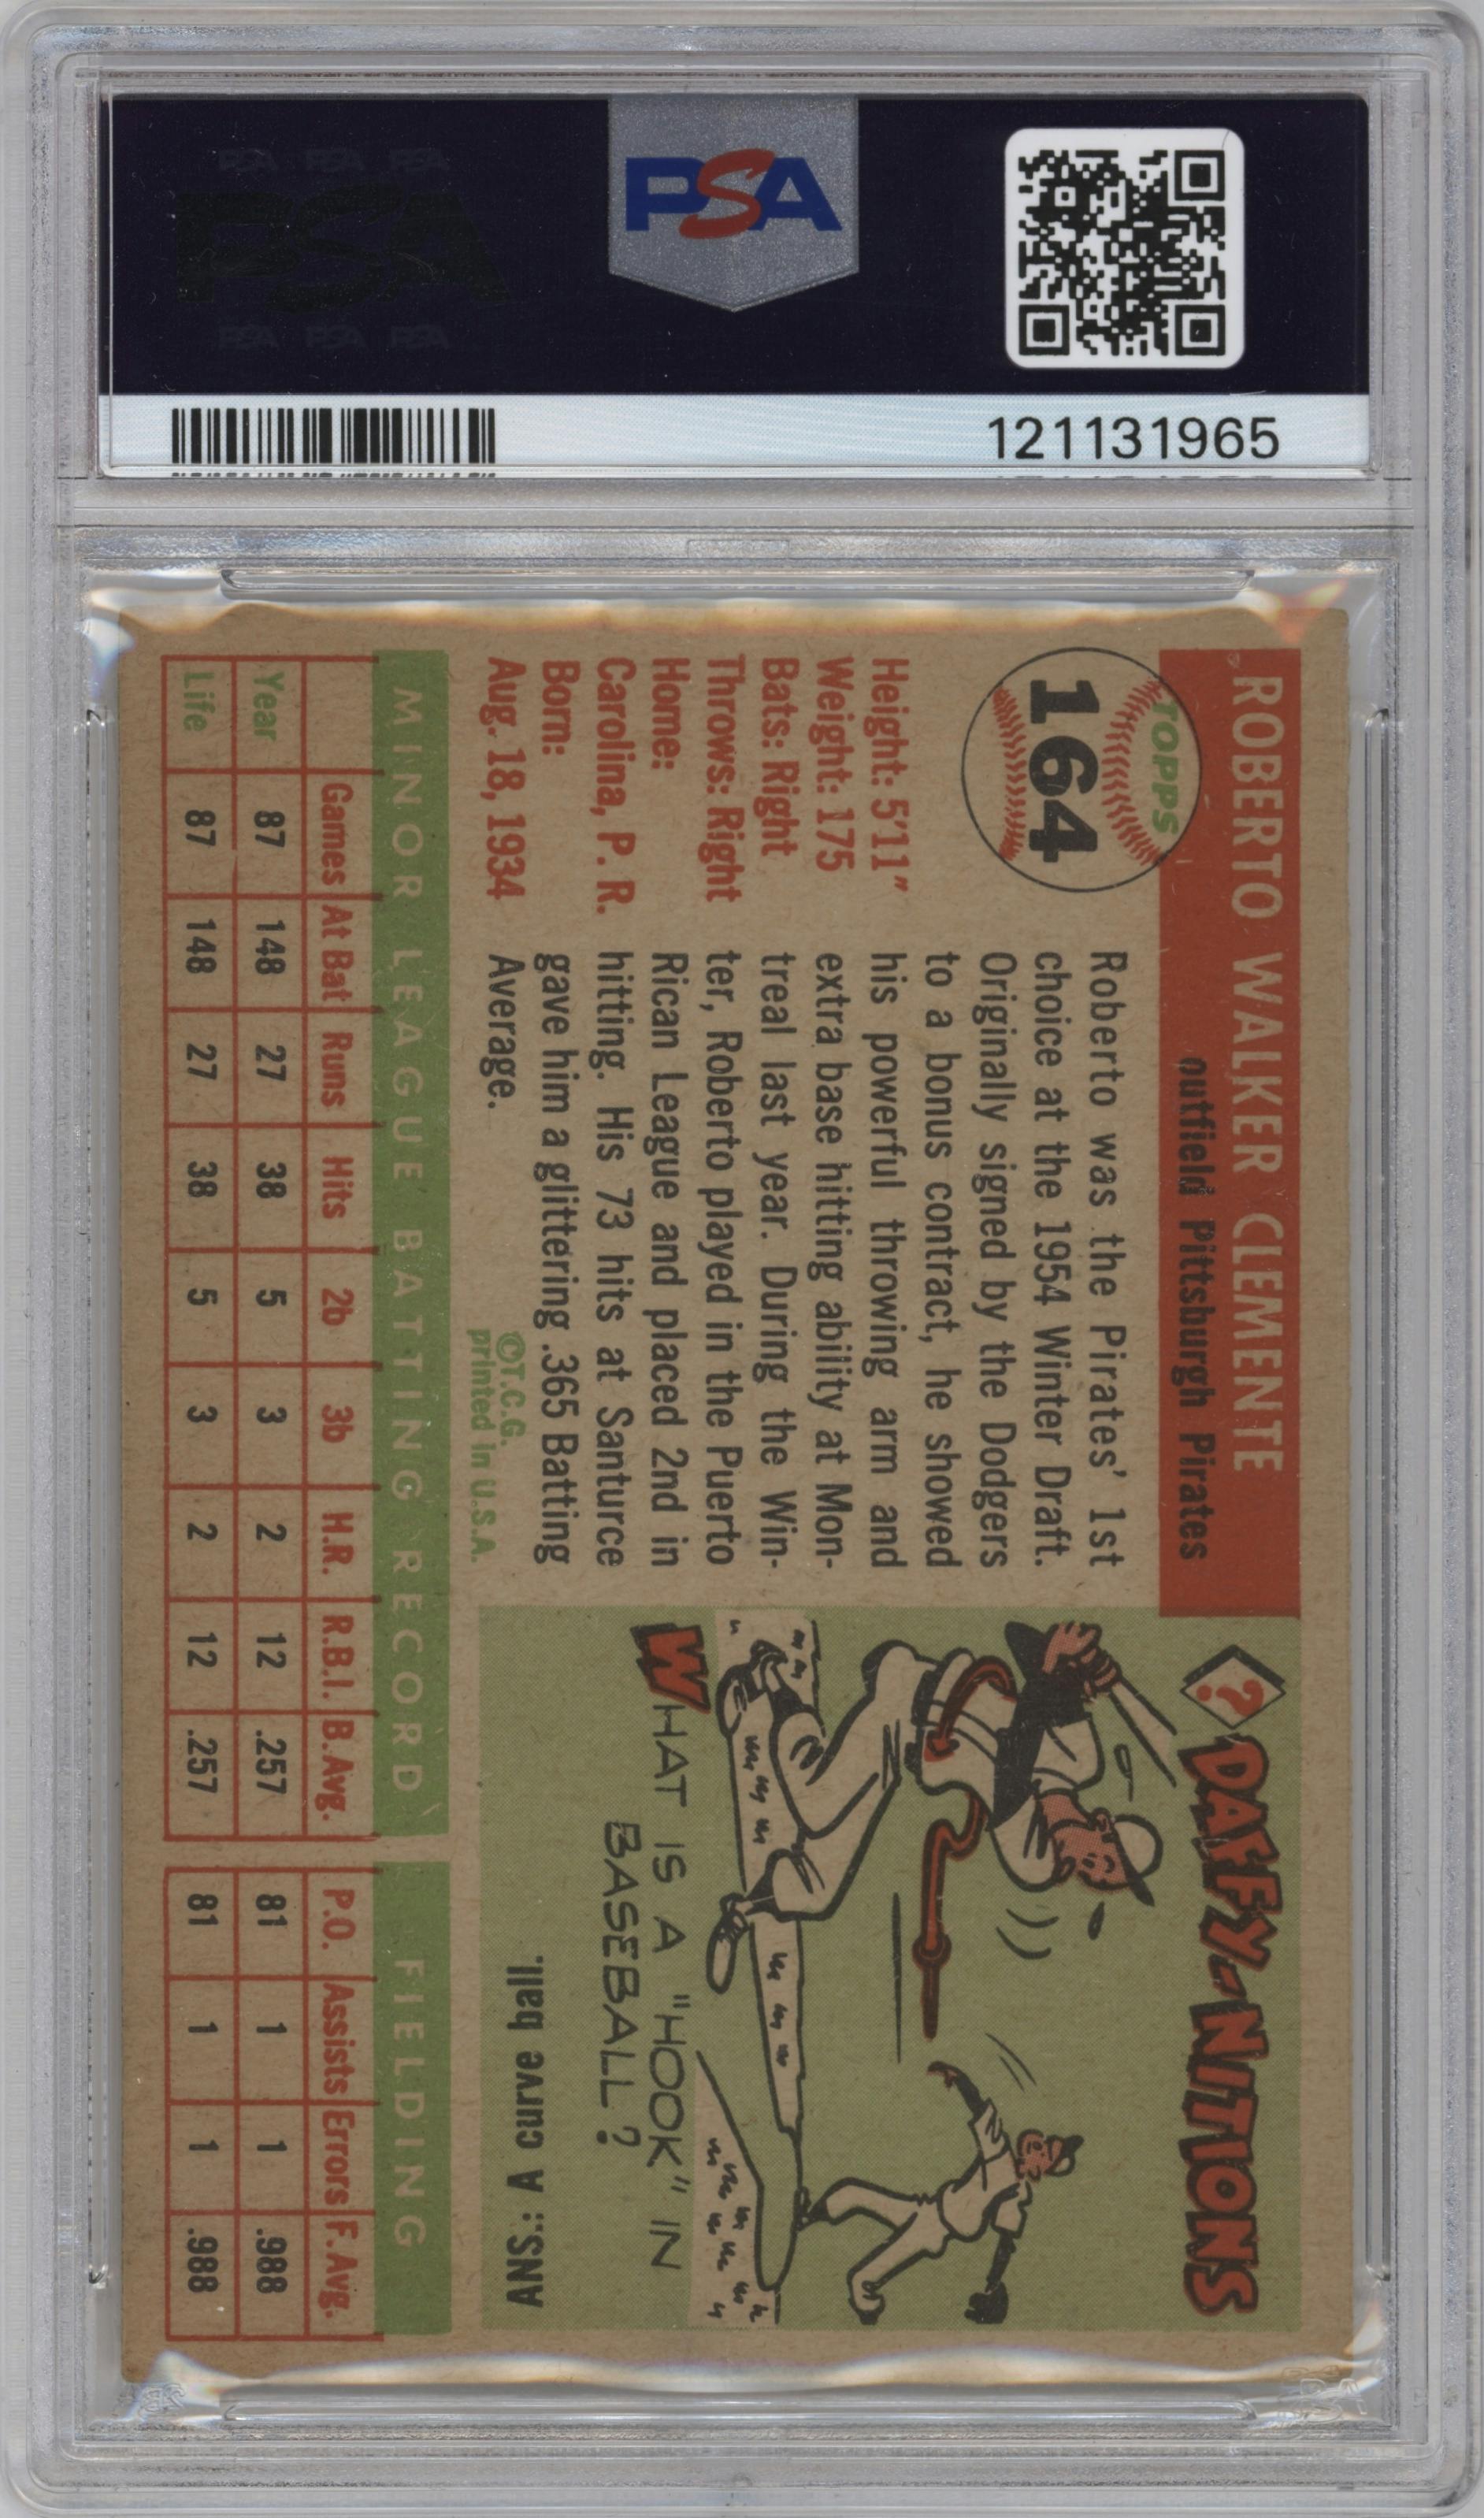 PSA PSA PSA
PSA
PSA PSA PSA
PSA
121131965
ROBERTO WALKER CLEMENTE
outfield Pittsburgh Pirates
TOPPS
164
Height: 5'11"
Weight: 175
Bats: Right
Throws: Right
Home:
Carolina, P. R.
Born:
Aug. 18, 1934
Roberto was the Pirates' 1st
choice at the 1954 Winter Draft.
Originally signed by the Dodgers
to a bonus contract, he showed
his powerful throwing arm and
extra base hitting ability at Mon-
treal last year. During the Win-
ter, Roberto played in the Puerto
Rican League and placed 2nd in
hitting. His 73 hits at Santurce
gave him a glittering .365 Batting
Average.
©T.C.G.
printed in U.S.A.
? DAFFY-NITIONS
WHAT IS A "HOOK" IN
BASEBALL?
ANS.: A curve ball.
MINOR LEAGUE BATTING RECORD FIELDING
Games At Bat Runs Hits 2b 3b H.R. R.B.I. B.Avg. P.O. Assists Errors F.Avg.
Year 87 148 27 38 5 3 2 12 .257 81 1 1 .988
Life 87 148 27 38 5 3 2 12 .257 81 1 1 .988